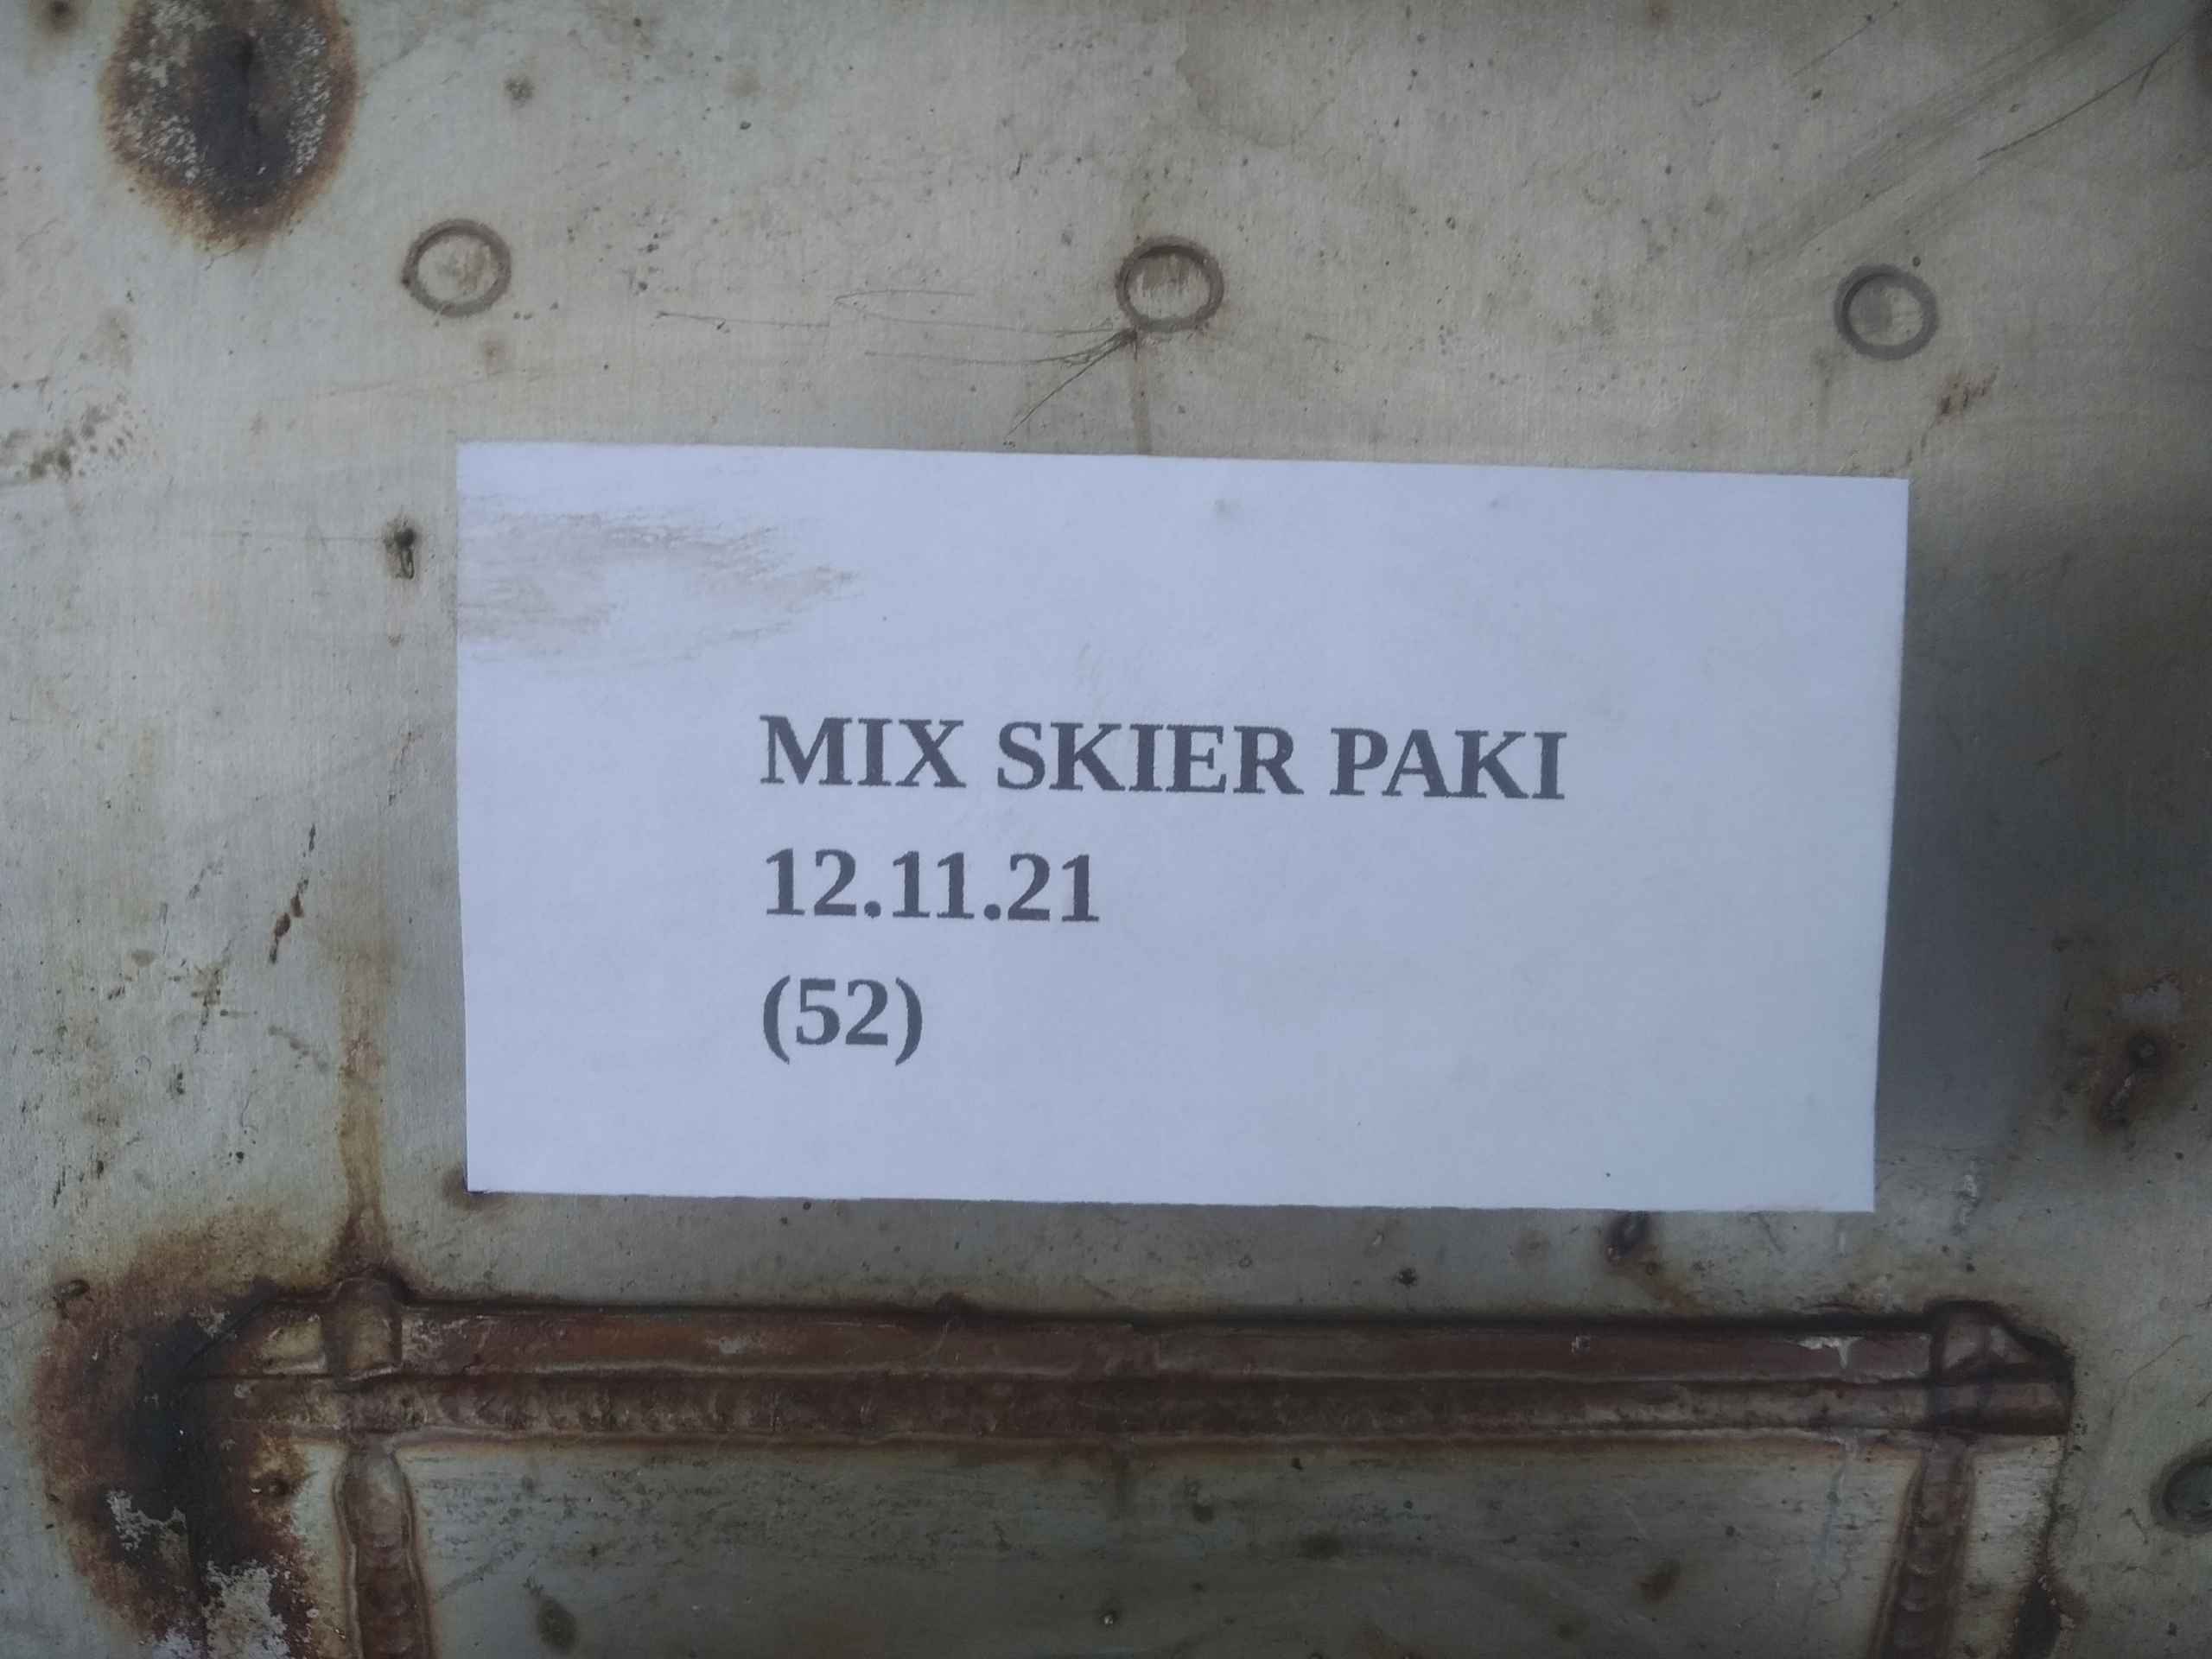 MIX SKIER PAKI
12.11.21
(52)